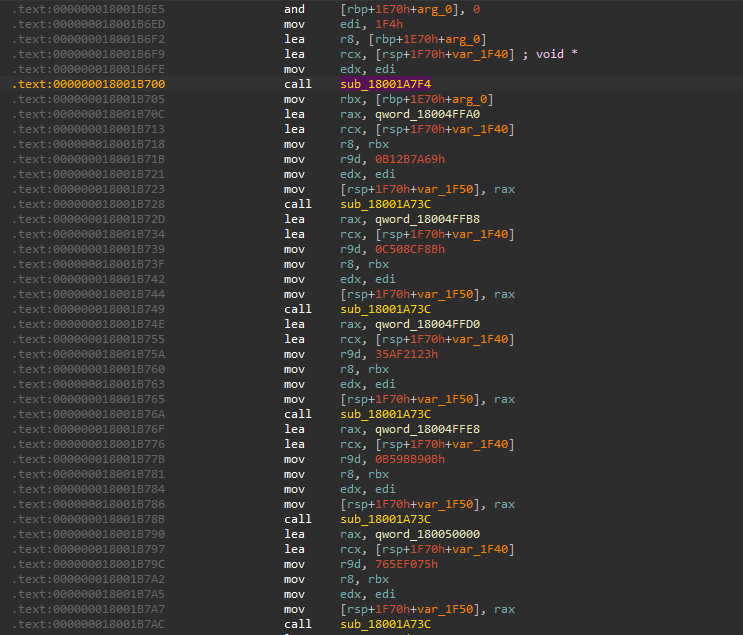 .text:000000018001B6E5 and [rbp+1E70h+arg_0], 0
.text:000000018001B6ED mov edi, 1F4h
.text:000000018001B6F2 lea r8, [rbp+1E70h+arg_0]
.text:000000018001B6F9 lea rcx, [rsp+1F70h+var_1F40] ; void *
.text:000000018001B6FE mov edx, edi
.text:000000018001B700 call sub_18001A7F4
.text:000000018001B705 mov rbx, [rbp+1E70h+arg_0]
.text:000000018001B70C lea rax, qword_18004FFA0
.text:000000018001B713 lea rcx, [rsp+1F70h+var_1F40]
.text:000000018001B718 mov r8, rbx
.text:000000018001B71B mov r9d, 0B12B7A69h
.text:000000018001B721 mov edx, edi
.text:000000018001B723 mov [rsp+1F70h+var_1F50], rax
.text:000000018001B728 call sub_18001A73C
.text:000000018001B72D lea rax, qword_18004FFB8
.text:000000018001B734 lea rcx, [rsp+1F70h+var_1F40]
.text:000000018001B739 mov r9d, 0C508CF8Bh
.text:000000018001B73F mov r8, rbx
.text:000000018001B742 mov edx, edi
.text:000000018001B744 mov [rsp+1F70h+var_1F50], rax
.text:000000018001B749 call sub_18001A73C
.text:000000018001B74E lea rax, qword_18004FFD0
.text:000000018001B755 lea rcx, [rsp+1F70h+var_1F40]
.text:000000018001B75A mov r9d, 35AF2123h
.text:000000018001B760 mov r8, rbx
.text:000000018001B763 mov edx, edi
.text:000000018001B765 mov [rsp+1F70h+var_1F50], rax
.text:000000018001B76A call sub_18001A73C
.text:000000018001B76F lea rax, qword_18004FFE8
.text:000000018001B776 lea rcx, [rsp+1F70h+var_1F40]
.text:000000018001B77B mov r9d, 0B59BB90Bh
.text:000000018001B781 mov r8, rbx
.text:000000018001B784 mov edx, edi
.text:000000018001B786 mov [rsp+1F70h+var_1F50], rax
.text:000000018001B78B call sub_18001A73C
.text:000000018001B790 lea rax, qword_180050000
.text:000000018001B797 lea rcx, [rsp+1F70h+var_1F40]
.text:000000018001B79C mov r9d, 765EF075h
.text:000000018001B7A2 mov r8, rbx
.text:000000018001B7A5 mov edx, edi
.text:000000018001B7A7 mov [rsp+1F70h+var_1F50], rax
.text:000000018001B7AC call sub_18001A73C